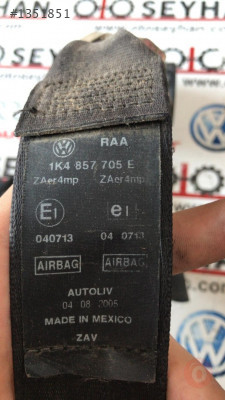 #1351851
OTO SEYHAN
RAA
1K4 857 705 E
ZAer4mp ZAer4mp
E1 e1
040713 04 0713
AIRBAG AIRBAG
AUTOLIV
04 08 2005
MADE IN MEXICO
ZAV